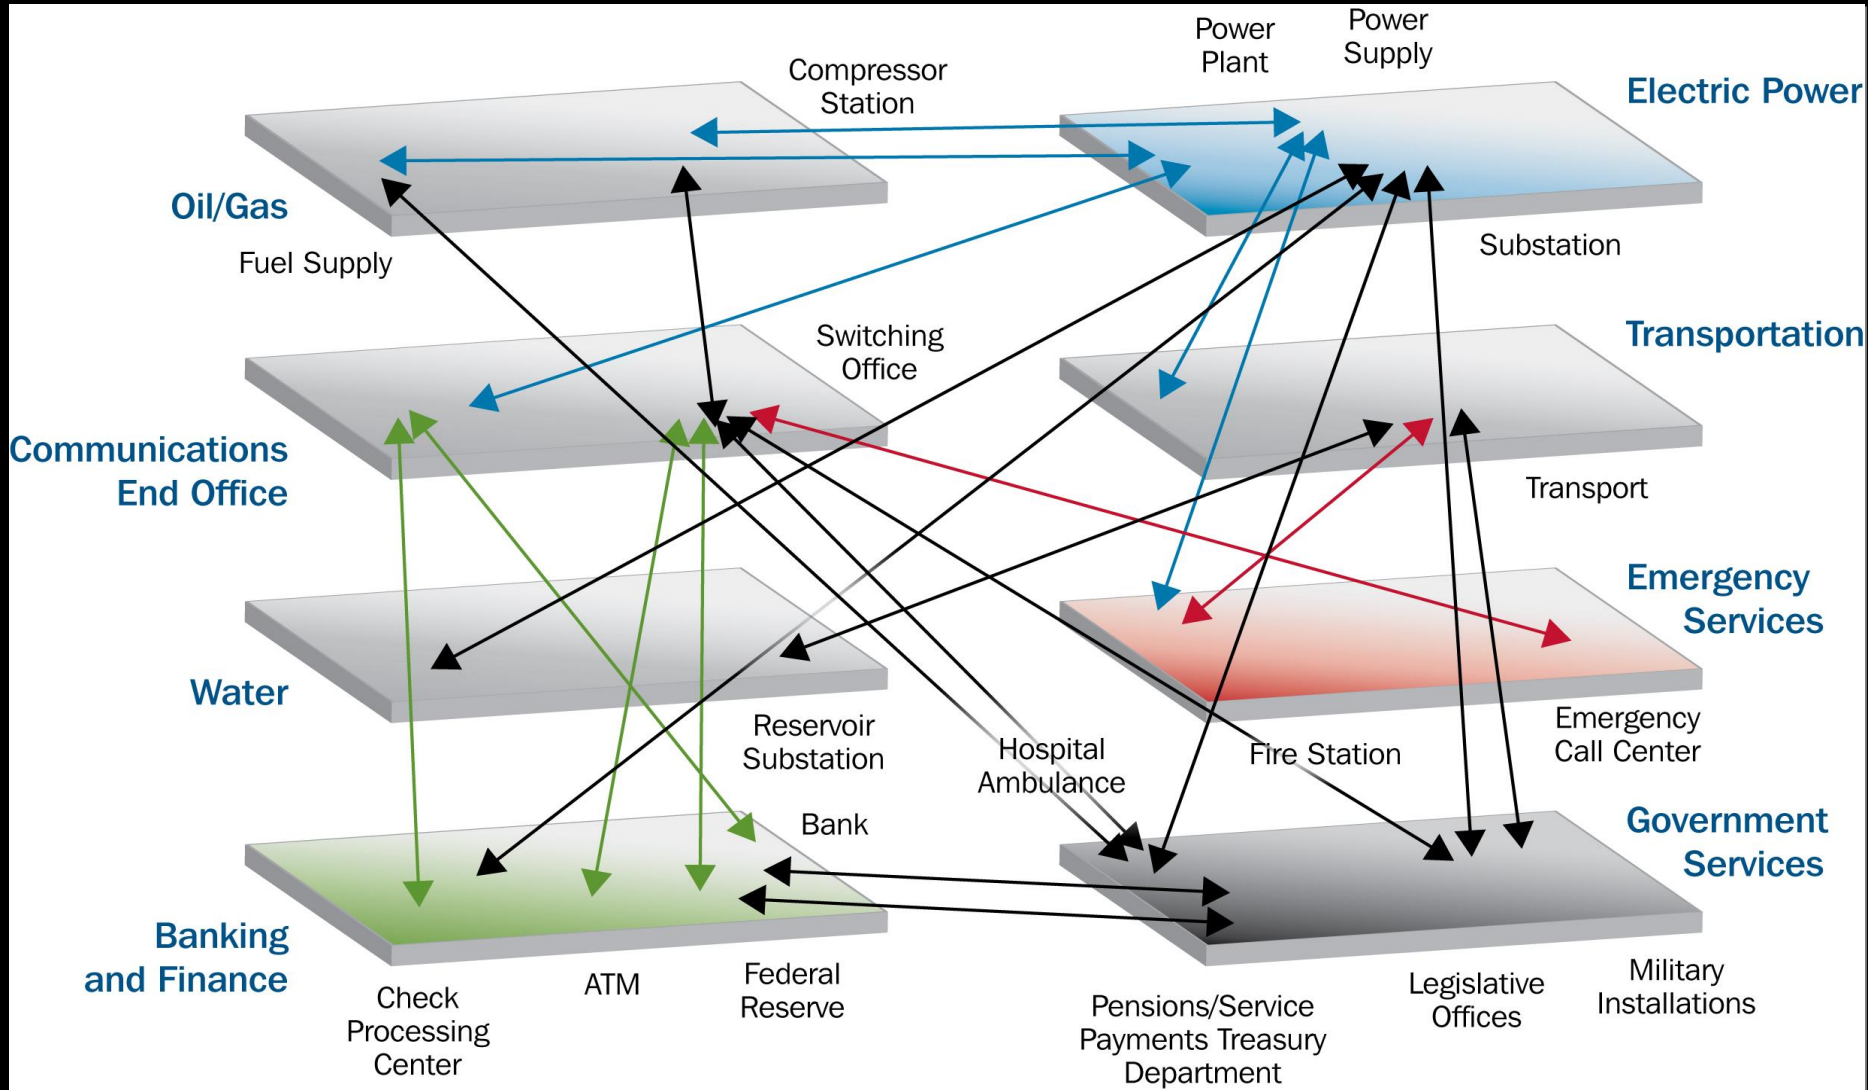 Power
Plant
Power
Supply
Compressor
Station
Electric Power
Oil/Gas
Fuel Supply
Substation
Switching
Office
Transportation
Communications
End Office
Transport
Emergency
Services
Water
Reservoir
Substation
Hospital
Ambulance
Fire Station
Emergency
Call Center
Bank
Government
Services
Banking
and Finance
Check
Processing
Center
ATM
Federal
Reserve
Pensions/Service
Payments Treasury
Department
Legislative
Offices
Military
Installations